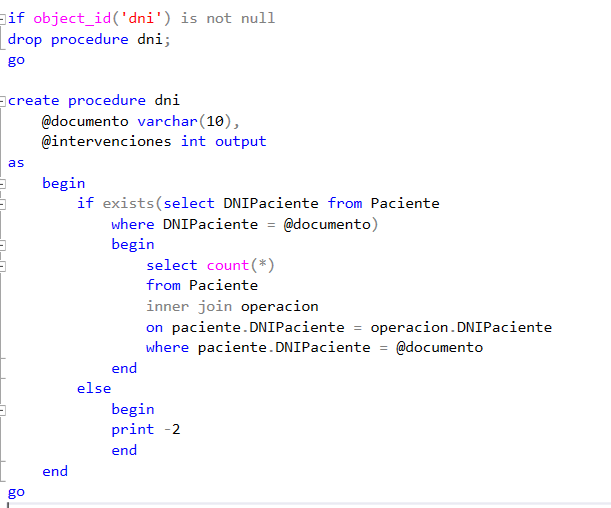 if object_id('dni') is not null
drop procedure dni;
go
create procedure dni
@documento varchar(10),
@intervenciones int output
as
begin
if exists(select DNIPaciente from Paciente
where DNIPaciente = @documento)
begin
select count(*)
from Paciente
inner join operacion
on paciente.DNIPaciente = operacion.DNIPaciente
where paciente.DNIPaciente = @documento
end
else
begin
print -2
end
end
go